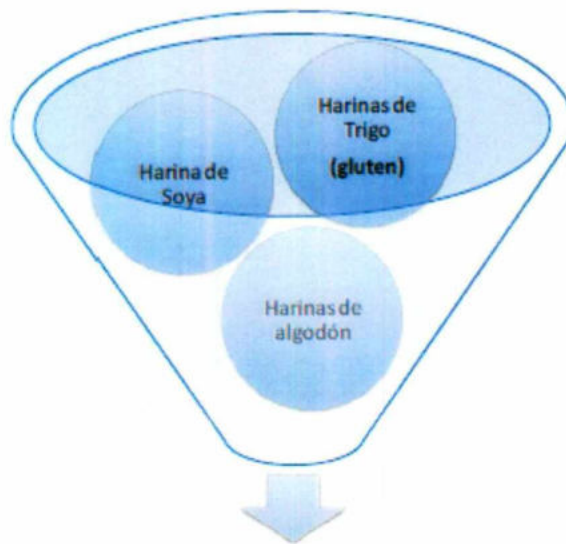 Harinas de
Trigo
(gluten)
Harina de
Soya
Harinas de
algodón